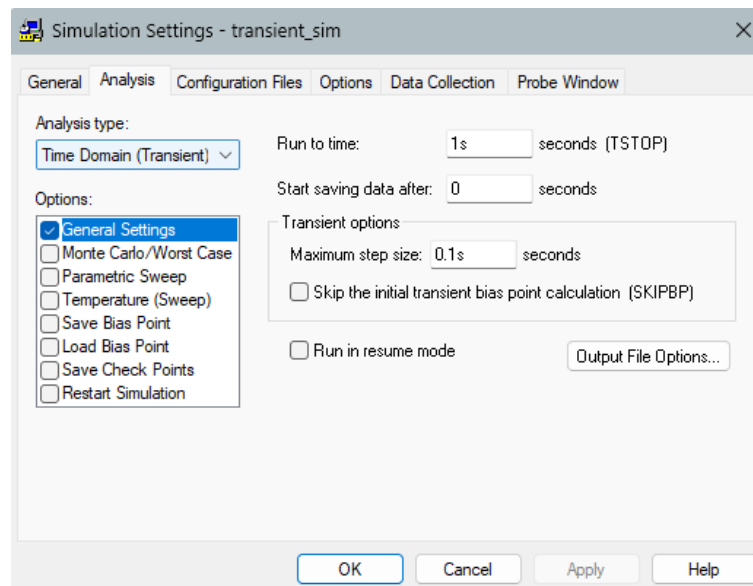 Simulation Settings - transient_sim
General Analysis Configuration Files Options Data Collection Probe Window
Analysis type:
Time Domain (Transient)
Options:
General Settings
Monte Carlo/Worst Case
Parametric Sweep
Temperature (Sweep)
Save Bias Point
Load Bias Point
Save Check Points
Restart Simulation
Run to time: 1s seconds (TSTOP)
Start saving data after: 0 seconds
Transient options
Maximum step size: 0.1s seconds
Skip the initial transient bias point calculation (SKIPBP)
Run in resume mode
Output File Options...
OK Cancel Apply Help